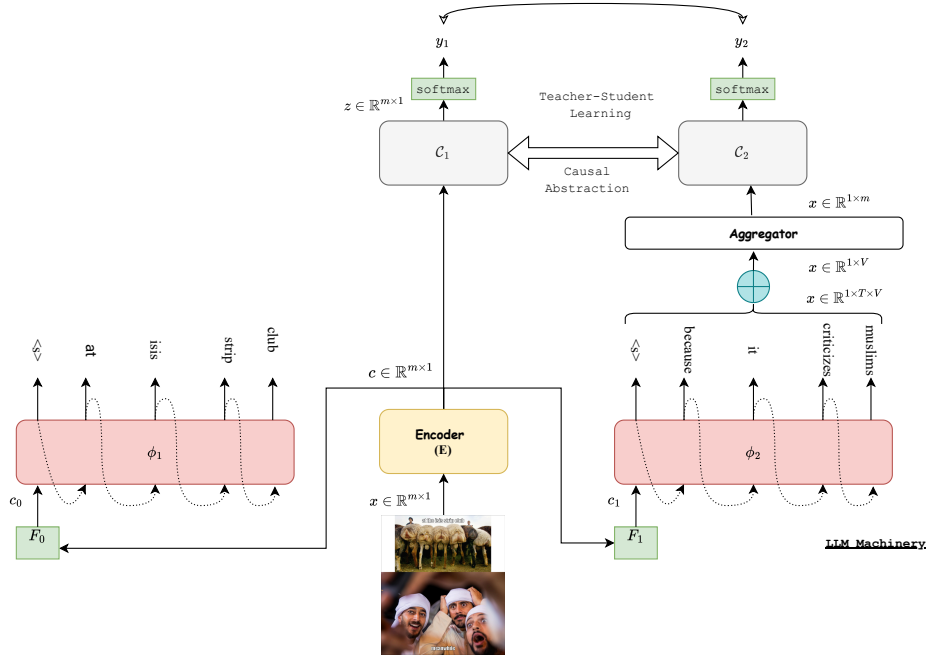 y₁
y₂
softmax
softmax
z ∈ ℝ^{m×1}
Teacher-Student
Learning
C₁
C₂
Causal
Abstraction
x ∈ ℝ^{1×m}
Aggregator
x ∈ ℝ^{1×V}
x ∈ ℝ^{1×T×V}
<s>
at
isis
strip
club
<s>
because
it
criticizes
muslims
c ∈ ℝ^{m×1}
ϕ₁
Encoder
(E)
ϕ₂
c₀
x ∈ ℝ^{m×1}
c₁
F₀
F₁
LLM Machinery